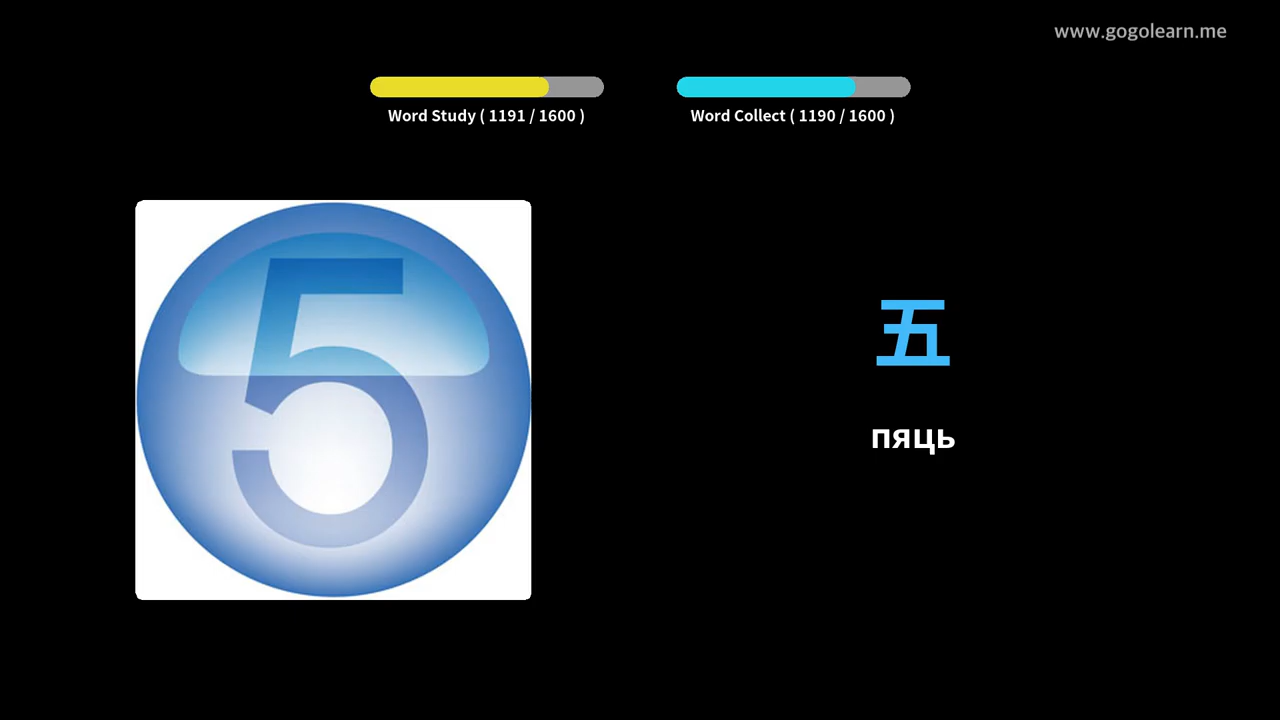 www.gogolearn.me
Word Study ( 1191 / 1600 )
Word Collect ( 1190 / 1600 )
5
五
пяць